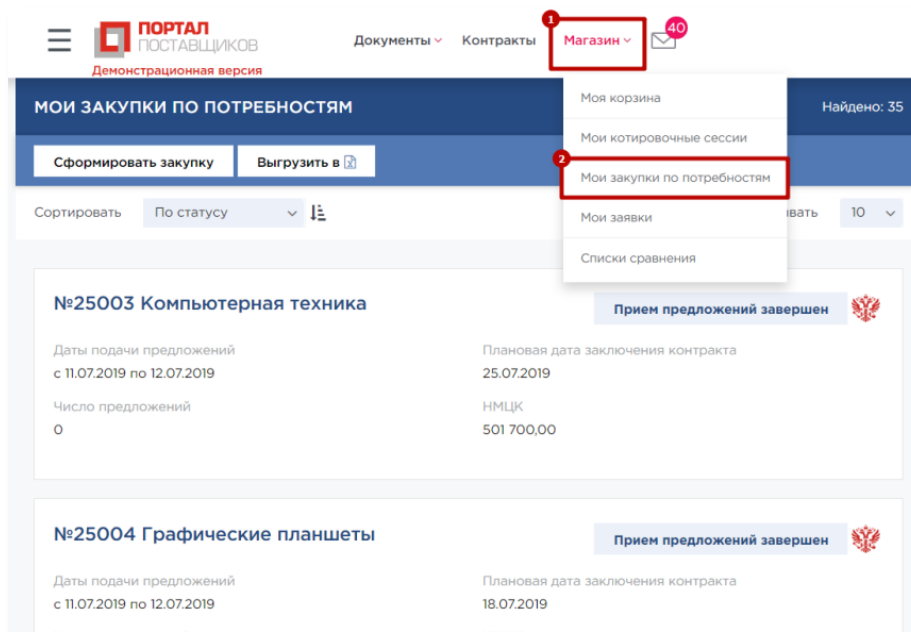 ПОРТАЛ
ПОСТАВЩИКОВ
Демонстрационная версия
Документы
Контракты
1
Магазин
40
МОИ ЗАКУПКИ ПО ПОТРЕБНОСТЯМ
Найдено: 35
Моя корзина
Мои котировочные сессии
2
Мои закупки по потребностям
Мои заявки
Списки сравнения
Сформировать закупку
Выгрузить в
Сортировать
По статусу
10
№25003 Компьютерная техника
Прием предложений завершен
Даты подачи предложений
Плановая дата заключения контракта
с 11.07.2019 по 12.07.2019
25.07.2019
Число предложений
НМЦК
0
501 700,00
№25004 Графические планшеты
Прием предложений завершен
Даты подачи предложений
Плановая дата заключения контракта
с 11.07.2019 по 12.07.2019
18.07.2019